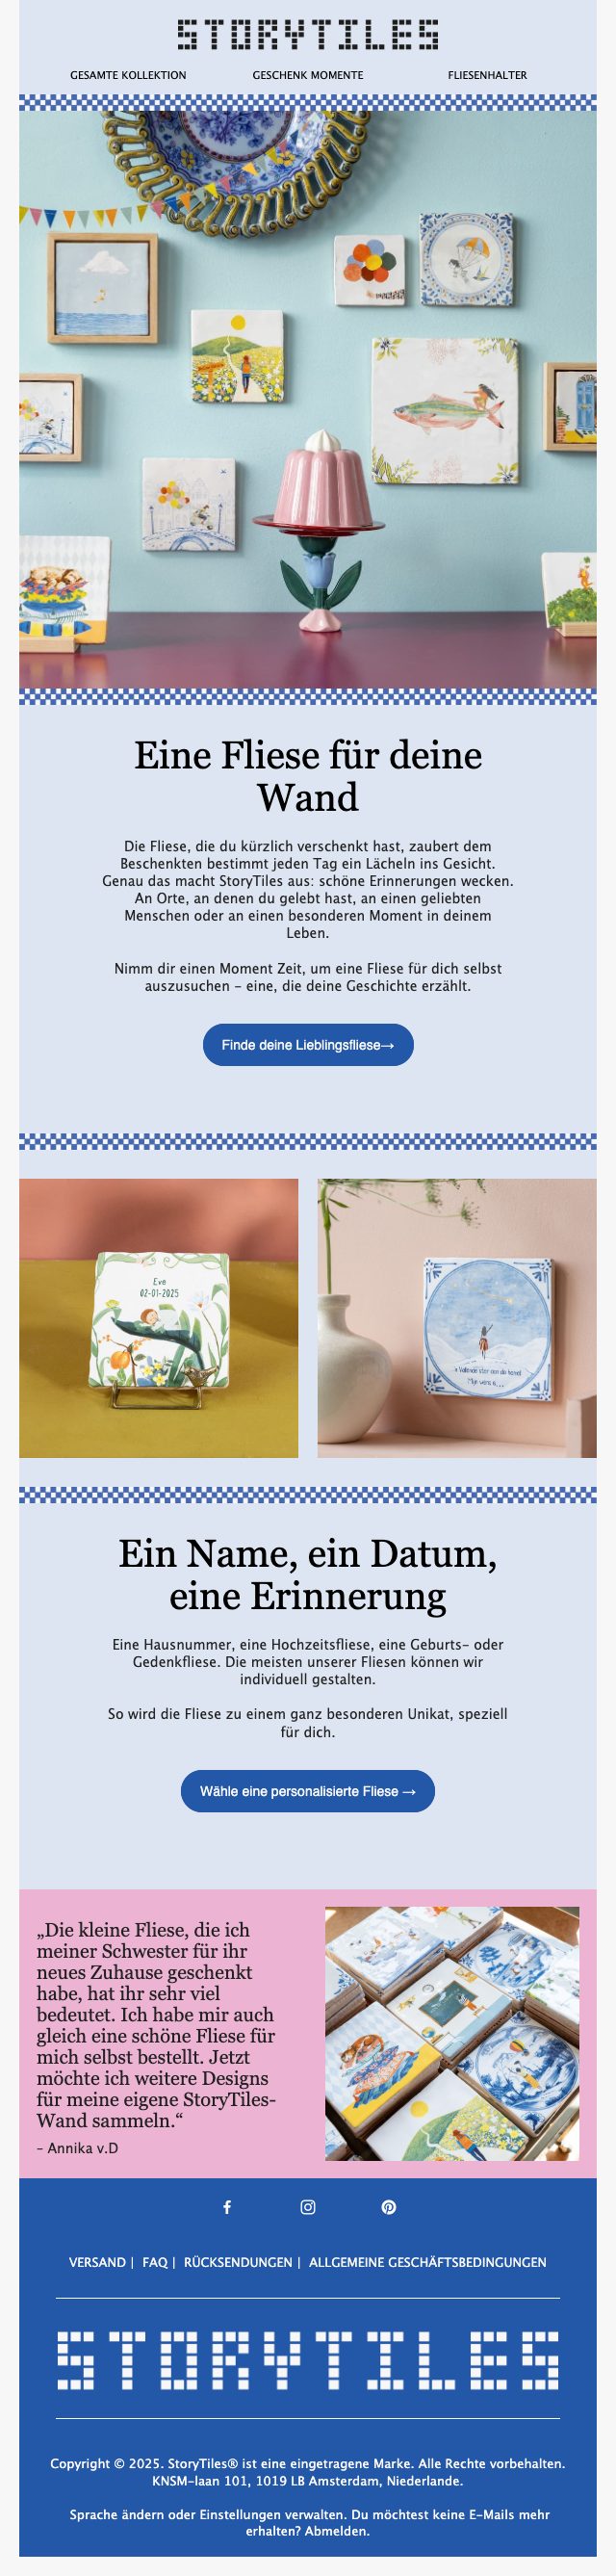 STORYTILES
GESAMTE KOLLEKTION
GESCHENK MOMENTE
FLIESENHALTER
Eine Fliese für deine
Wand
Die Fliese, die du kürzlich verschenkt hast, zaubert dem
Beschenkten bestimmt jeden Tag ein Lächeln ins Gesicht.
Genau das macht StoryTiles aus: schöne Erinnerungen wecken.
An Orte, an denen du gelebt hast, an einen geliebten
Menschen oder an einen besonderen Moment in deinem
Leben.
Nimm dir einen Moment Zeit, um eine Fliese für dich selbst
auszusuchen – eine, die deine Geschichte erzählt.
Finde deine Lieblingsfliese→
Eve
02-01-2025
Ein Name, ein Datum,
eine Erinnerung
Eine Hausnummer, eine Hochzeitsfliese, eine Geburts- oder
Gedenkfliese. Die meisten unserer Fliesen können wir
individuell gestalten.
So wird die Fliese zu einem ganz besonderen Unikat, speziell
für dich.
Wähle eine personalisierte Fliese →
„Die kleine Fliese, die ich
meiner Schwester für ihr
neues Zuhause geschenkt
habe, hat ihr sehr viel
bedeutet. Ich habe mir auch
gleich eine schöne Fliese für
mich selbst bestellt. Jetzt
möchte ich weitere Designs
für meine eigene StoryTiles-
Wand sammeln.“
- Annika v.D
VERSAND | FAQ | RÜCKSENDUNGEN | ALLGEMEINE GESCHÄFTSBEDINGUNGEN
STORYTILES
Copyright © 2025. StoryTiles® ist eine eingetragene Marke. Alle Rechte vorbehalten.
KNSM-laan 101, 1019 LB Amsterdam, Niederlande.
Sprache ändern oder Einstellungen verwalten. Du möchtest keine E-Mails mehr
erhalten? Abmelden.